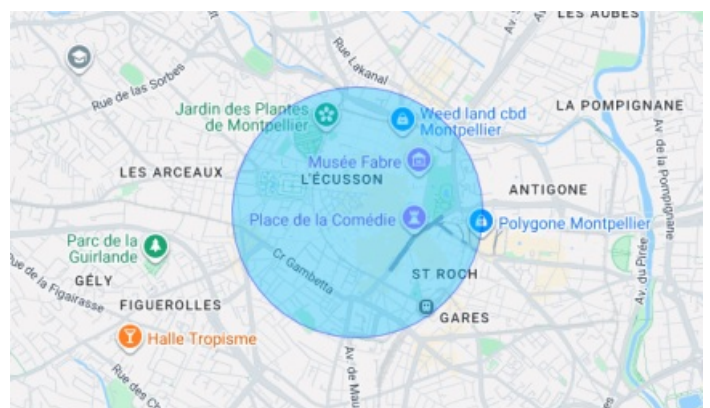 LES AUBES
Rue Lakanal
Rue de las Sorbes
Jardin des Plantes
de Montpellier
Weed land cbd
Montpellier
LA POMPIGNANE
Av. de la Pompignane
Musée Fabre
LES ARCEAUX
L'ÉCUSSON
ANTIGONE
Place de la Comédie
Polygone Montpellier
Parc de la
Guirlande
Cr Gambetta
ST ROCH
Av. du Pirée
GÉLY
Rue de la Figairasse
FIGUEROLLES
GARES
Halle Tropisme